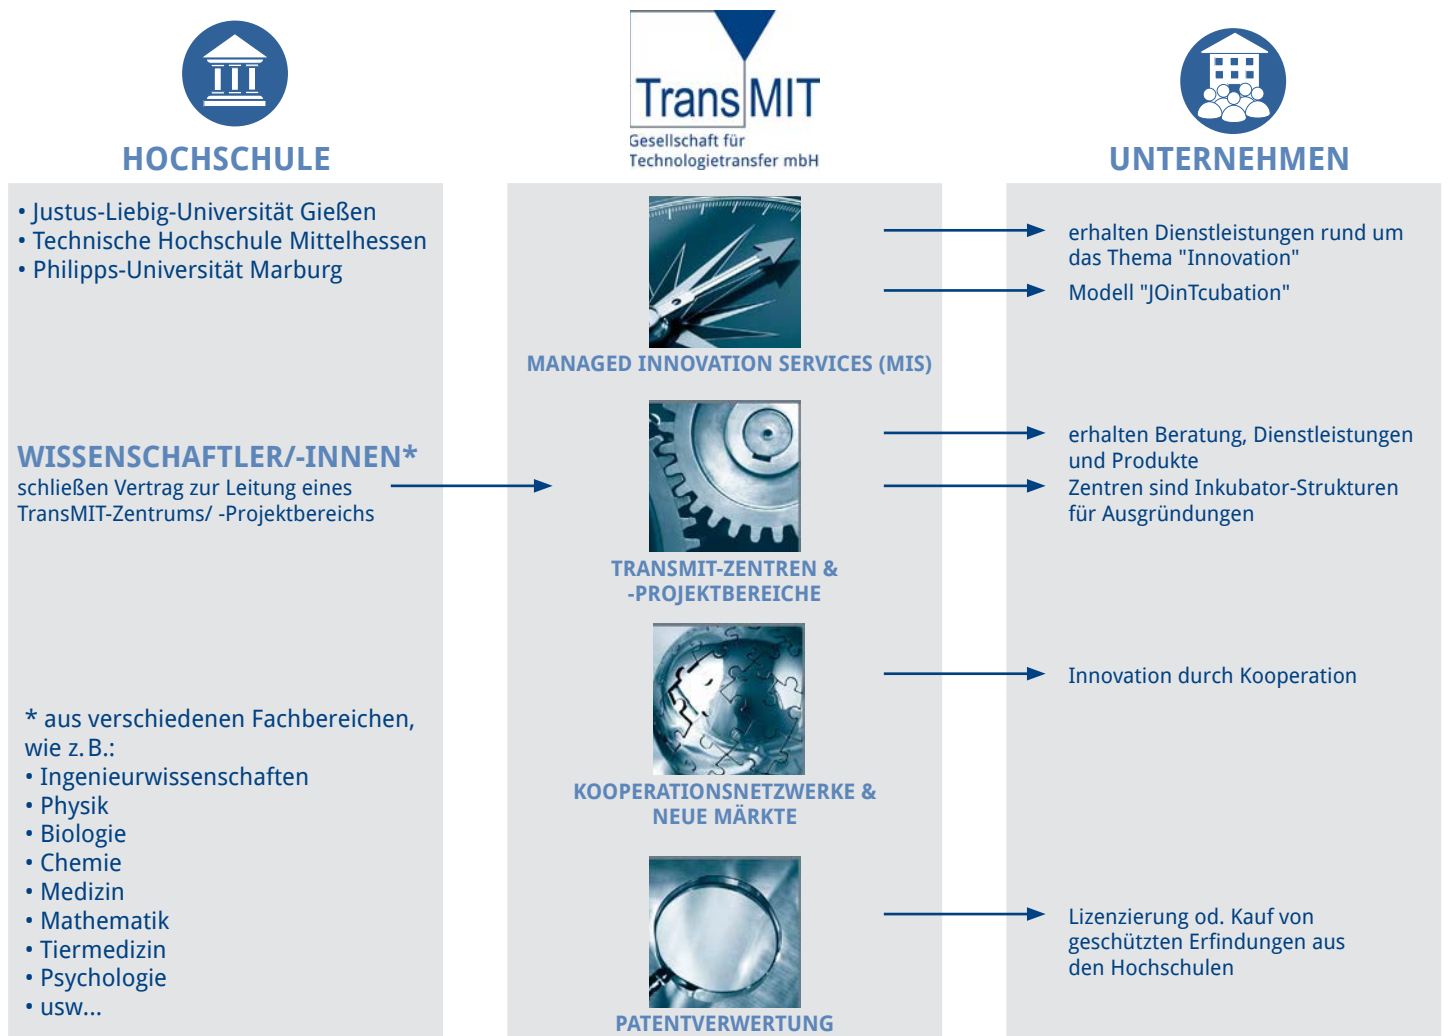 HOCHSCHULE
• Justus-Liebig-Universität Gießen
• Technische Hochschule Mittelhessen
• Philipps-Universität Marburg
WISSENSCHAFTLER/-INNEN*
schließen Vertrag zur Leitung eines
TransMIT-Zentrums/ -Projektbereichs
* aus verschiedenen Fachbereichen,
wie z. B.:
• Ingenieurwissenschaften
• Physik
• Biologie
• Chemie
• Medizin
• Mathematik
• Tiermedizin
• Psychologie
• usw...
TransMIT
Gesellschaft für
Technologietransfer mbH
MANAGED INNOVATION SERVICES (MIS)
TRANSMIT-ZENTREN &
-PROJEKTBEREICHE
KOOPERATIONSNETZWERKE &
NEUE MÄRKTE
PATENTVERWERTUNG
UNTERNEHMEN
erhalten Dienstleistungen rund um
das Thema "Innovation"
Modell "JOinTcubation"
erhalten Beratung, Dienstleistungen
und Produkte
Zentren sind Inkubator-Strukturen
für Ausgründungen
Innovation durch Kooperation
Lizenzierung od. Kauf von
geschützten Erfindungen aus
den Hochschulen